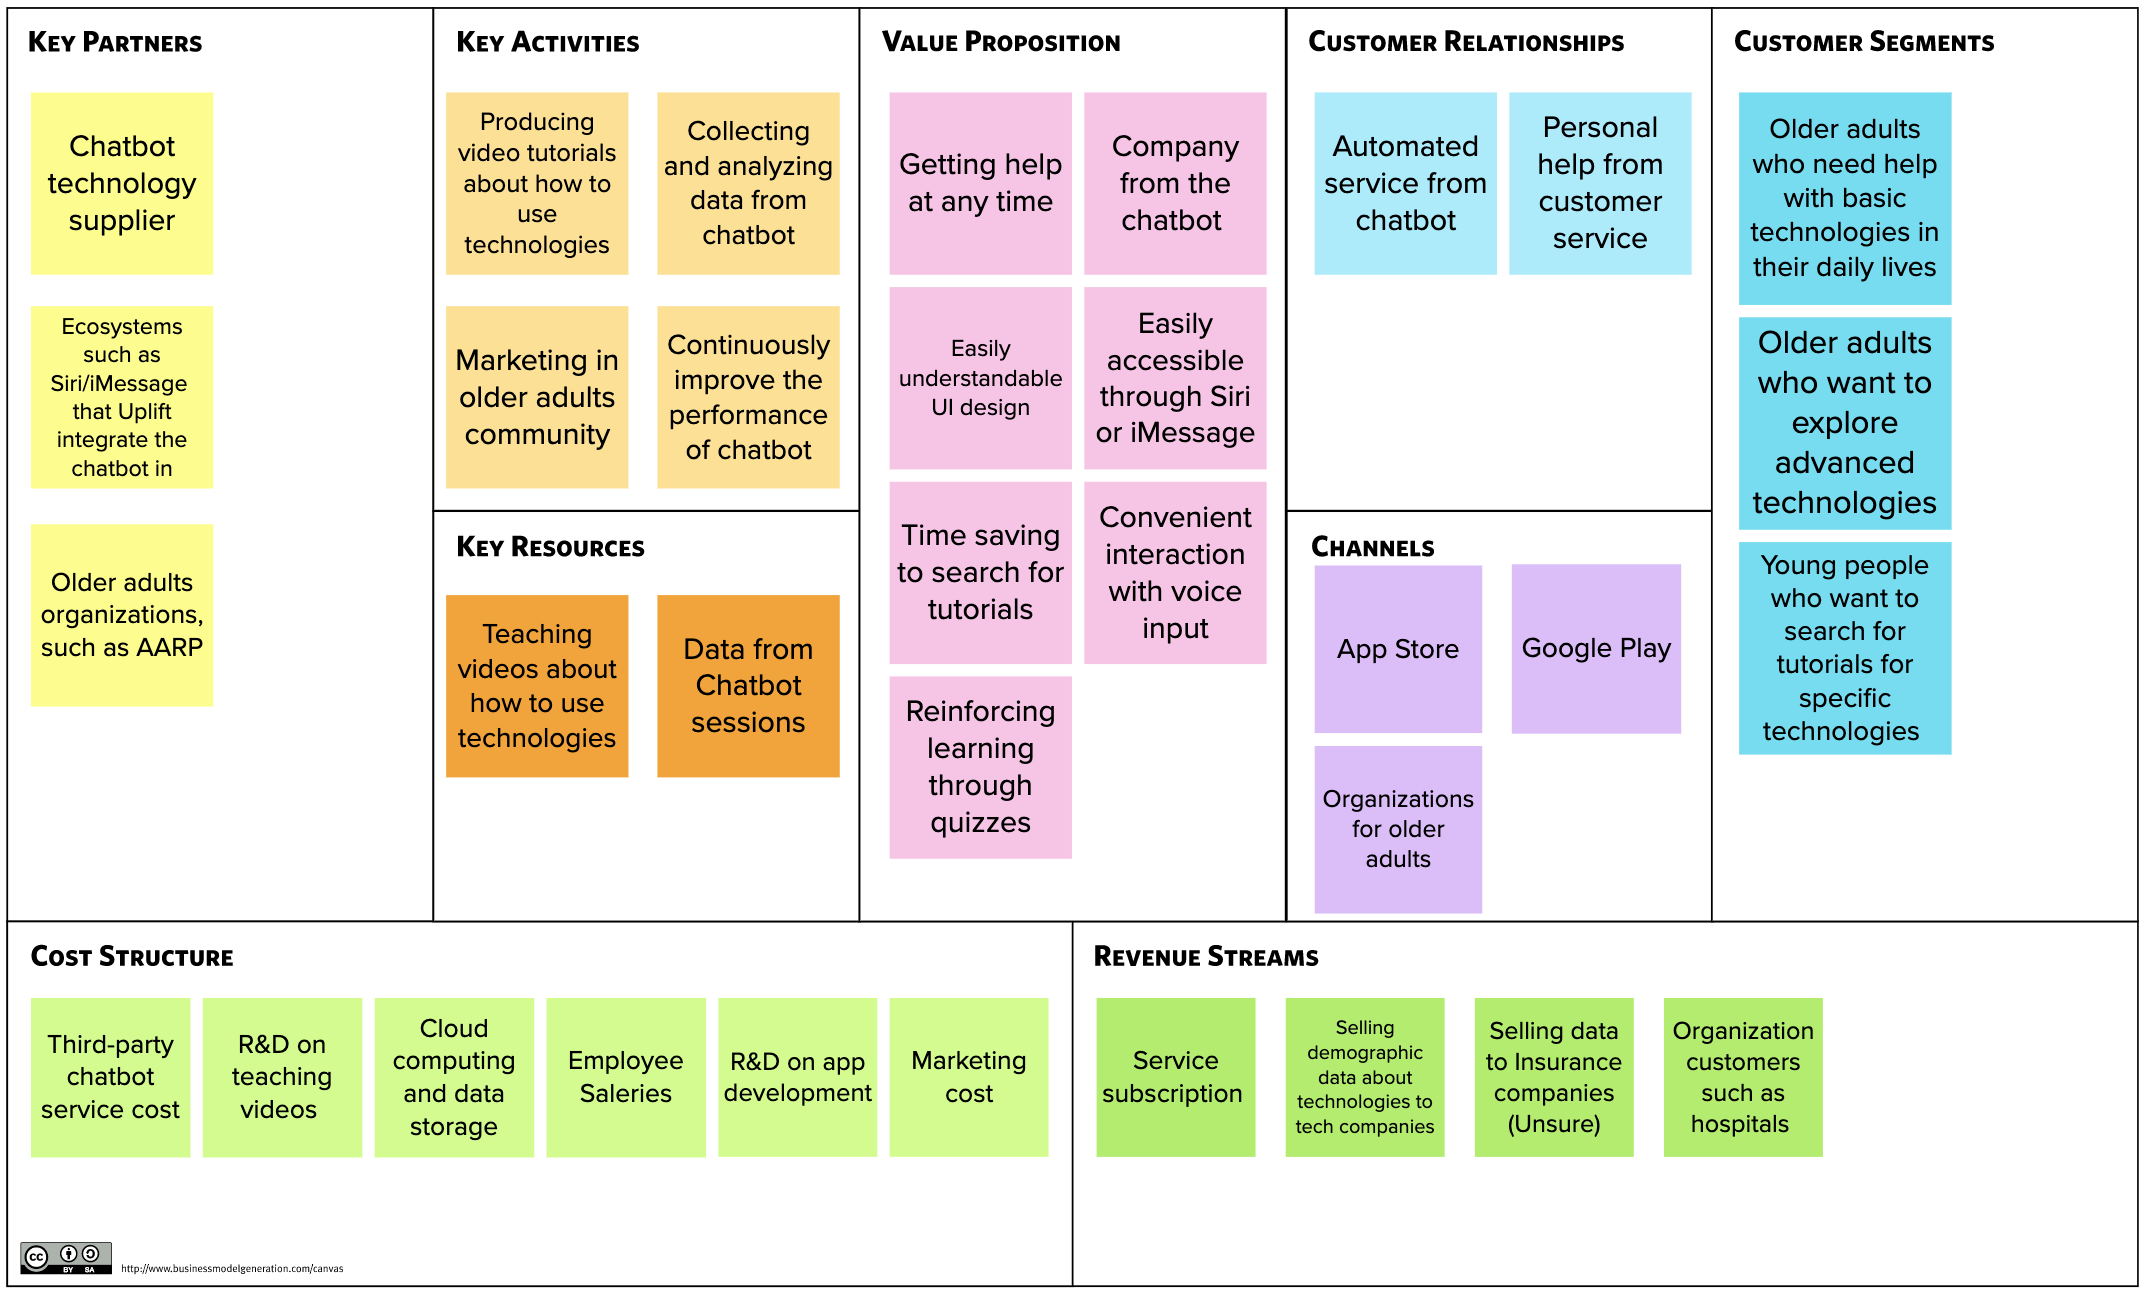 KEY PARTNERS
Chatbot
technology
supplier
Ecosystems
such as
Siri/iMessage
that Uplift
integrate the
chatbot in
Older adults
organizations,
such as AARP
KEY ACTIVITIES
Producing
video tutorials
about how to
use
technologies
Collecting
and analyzing
data from
chatbot
Marketing in
older adults
community
Continuously
improve the
performance
of chatbot
KEY RESOURCES
Teaching
videos about
how to use
technologies
Data from
Chatbot
sessions
VALUE PROPOSITION
Getting help
at any time
Company
from the
chatbot
Easily
understandable
UI design
Easily
accessible
through Siri
or iMessage
Time saving
to search for
tutorials
Convenient
interaction
with voice
input
Reinforcing
learning
through
quizzes
CUSTOMER RELATIONSHIPS
Automated
service from
chatbot
Personal
help from
customer
service
CHANNELS
App Store
Google Play
Organizations
for older
adults
CUSTOMER SEGMENTS
Older adults
who need help
with basic
technologies in
their daily lives
Older adults
who want to
explore
advanced
technologies
Young people
who want to
search for
tutorials for
specific
technologies
COST STRUCTURE
Third-party
chatbot
service cost
R&D on
teaching
videos
Cloud
computing
and data
storage
Employee
Saleries
R&D on app
development
Marketing
cost
REVENUE STREAMS
Service
subscription
Selling
demographic
data about
technologies to
tech companies
Selling data
to Insurance
companies
(Unsure)
Organization
customers
such as
hospitals
cc
BY SA
http://www.businessmodelgeneration.com/canvas